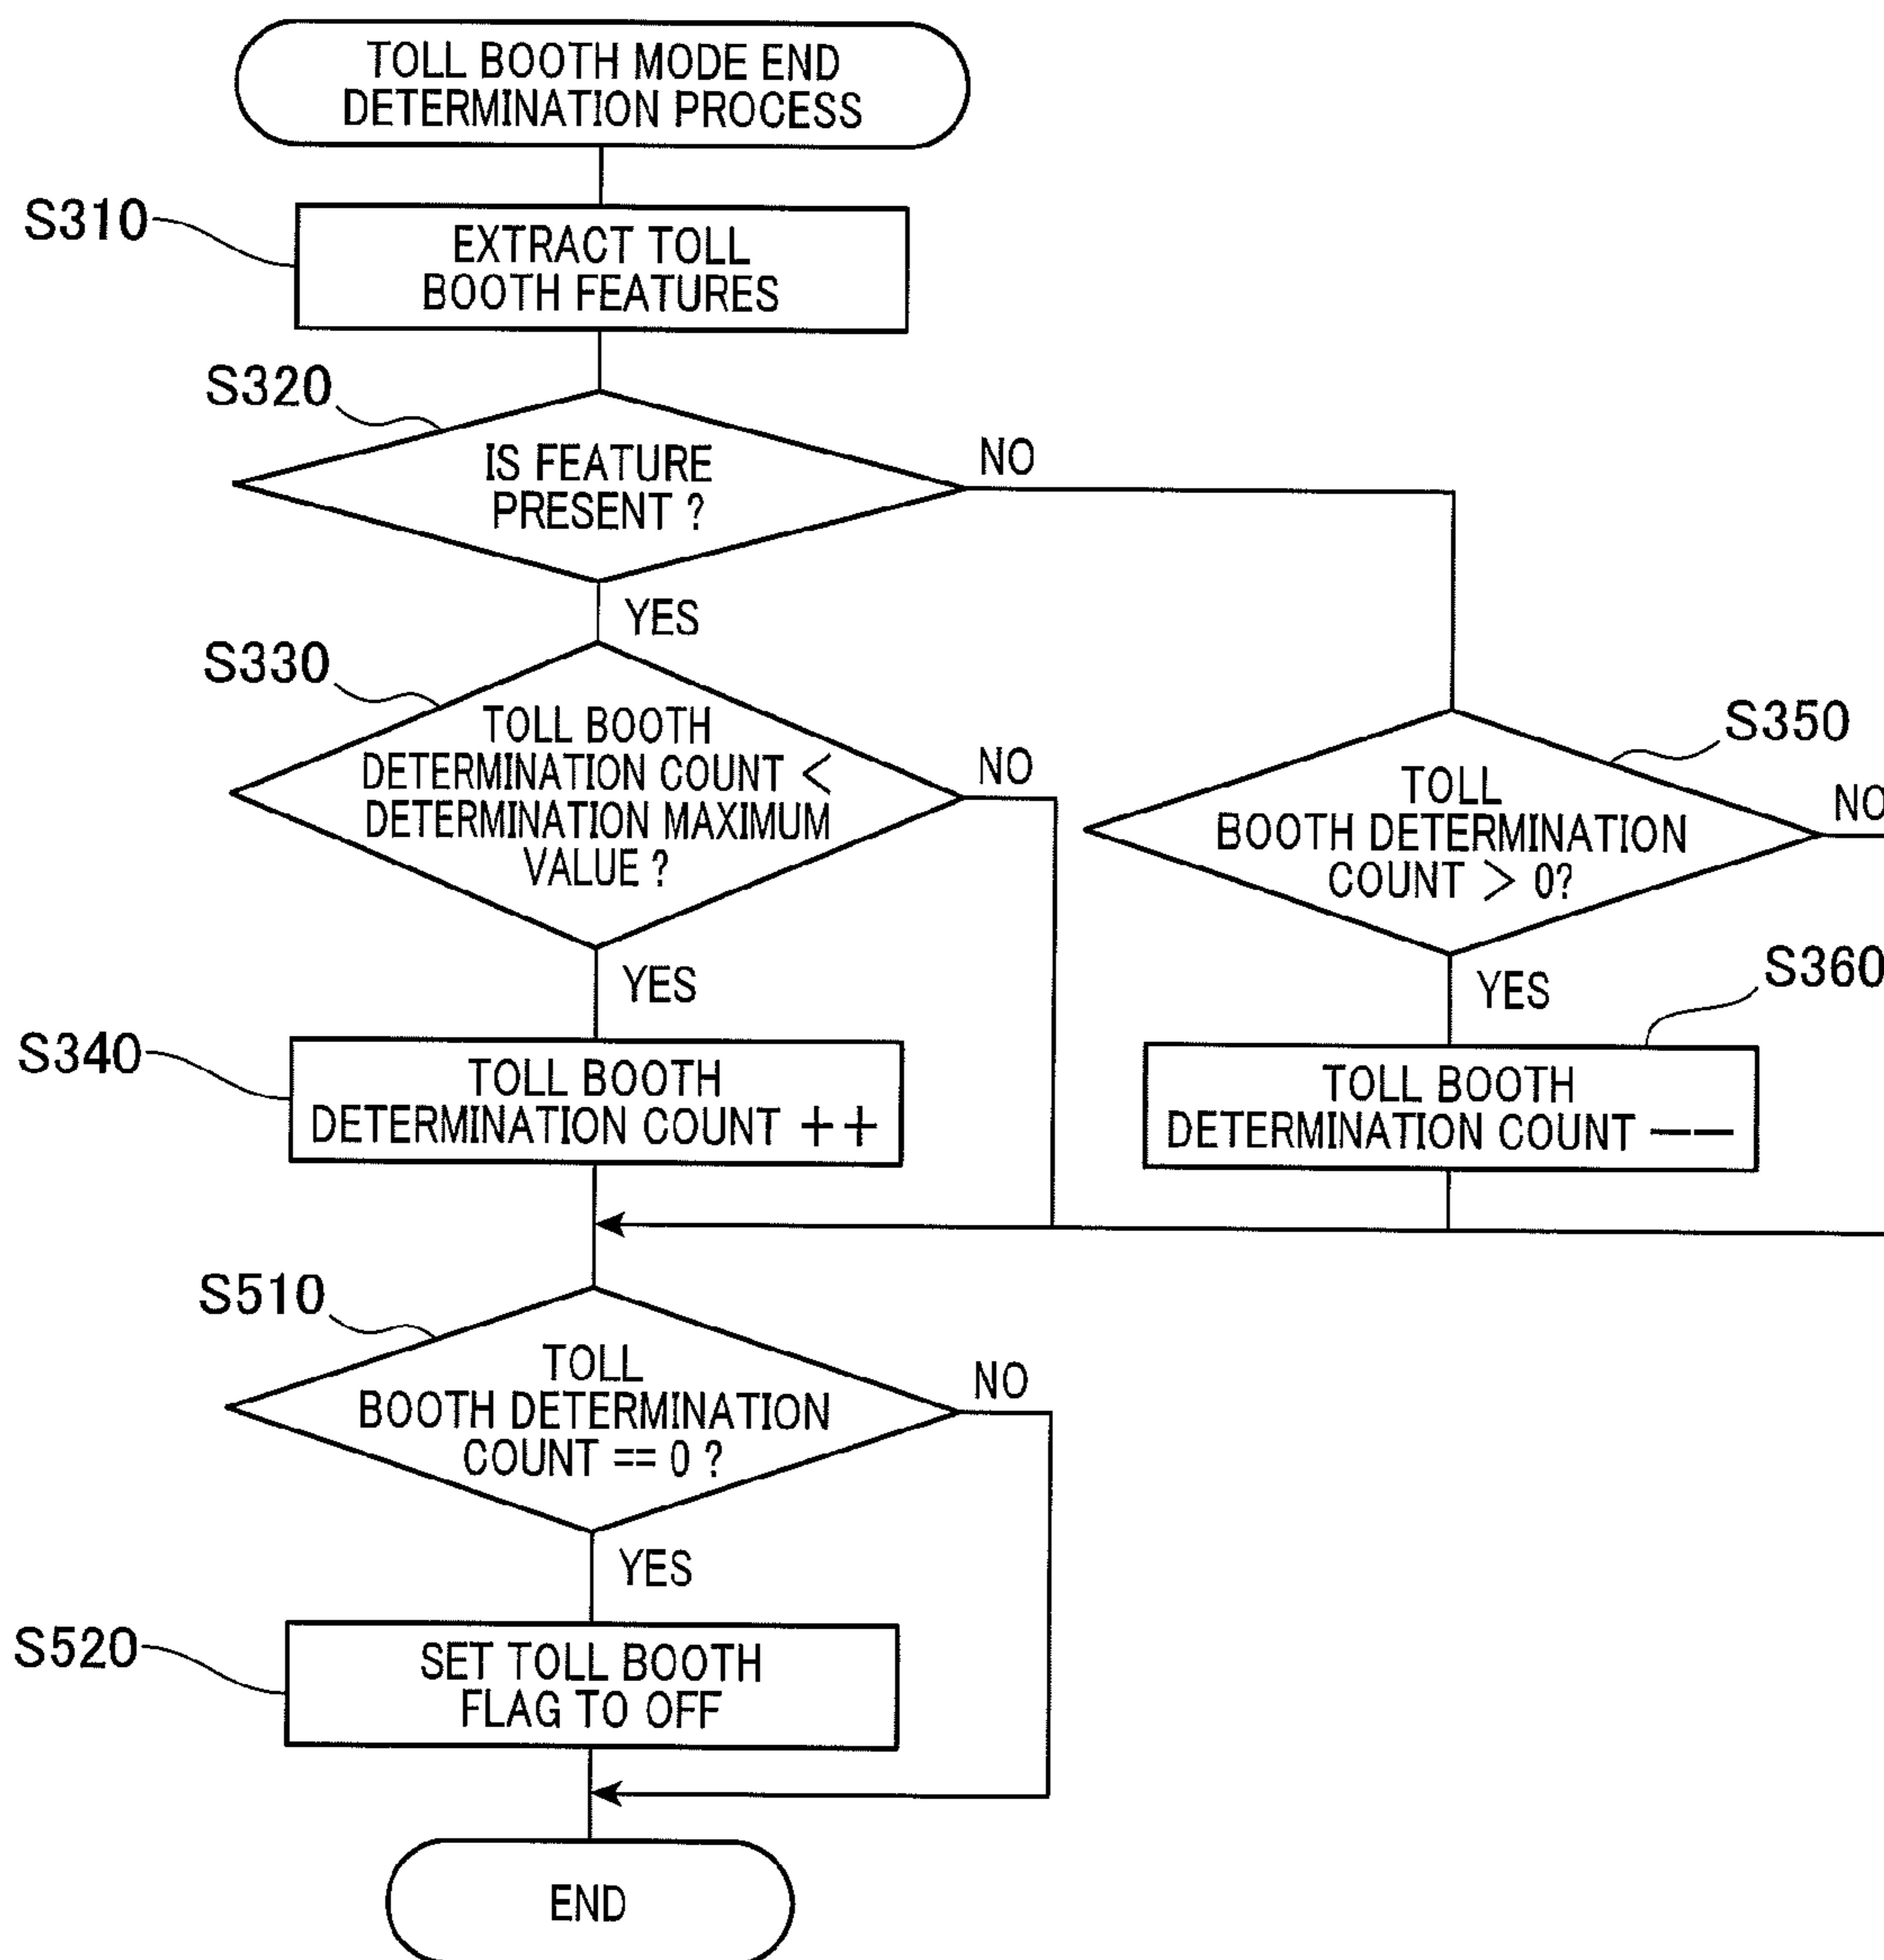 TOLL BOOTH MODE END
DETERMINATION PROCESS
S310
EXTRACT TOLL
BOOTH FEATURES
S320
IS FEATURE
PRESENT ?
NO
YES
S330
TOLL BOOTH
DETERMINATION COUNT <
DETERMINATION MAXIMUM
VALUE ?
NO
YES
S350
TOLL
BOOTH DETERMINATION
COUNT > 0?
NO
YES
S340
TOLL BOOTH
DETERMINATION COUNT ++
S360
TOLL BOOTH
DETERMINATION COUNT −−
S510
TOLL
BOOTH DETERMINATION
COUNT == 0 ?
NO
YES
S520
SET TOLL BOOTH
FLAG TO OFF
END